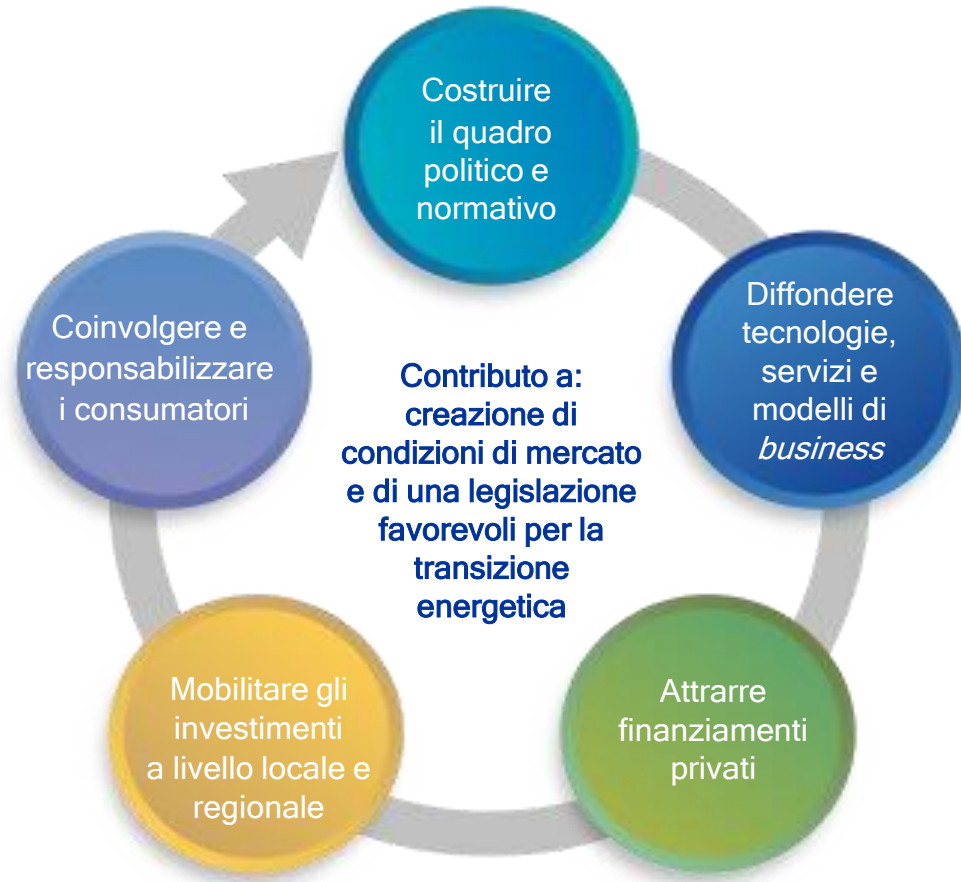 Costruire
il quadro
politico e
normativo
Diffondere
tecnologie,
servizi e
modelli di
business
Attrarre
finanziamenti
privati
Mobilitare gli
investimenti
a livello locale e
regionale
Coinvolgere e
responsabilizzare
i consumatori
Contributo a:
creazione di
condizioni di mercato
e di una legislazione
favorevoli per la
transizione
energetica